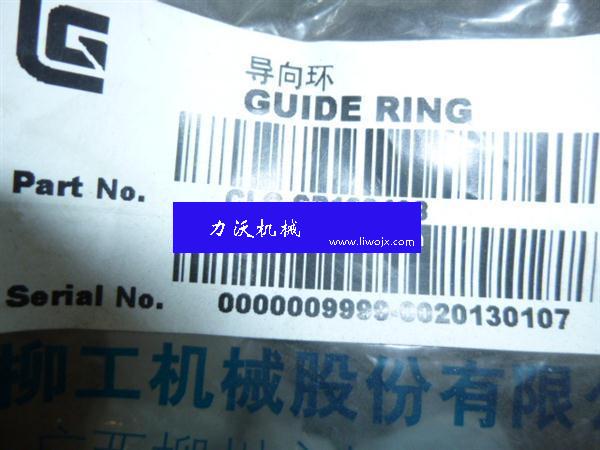 导向环
GUIDE RING
Part No.
力沃机械
www.liwojx.com
Serial No. 0000009999-0020130107
柳工机械股份有限